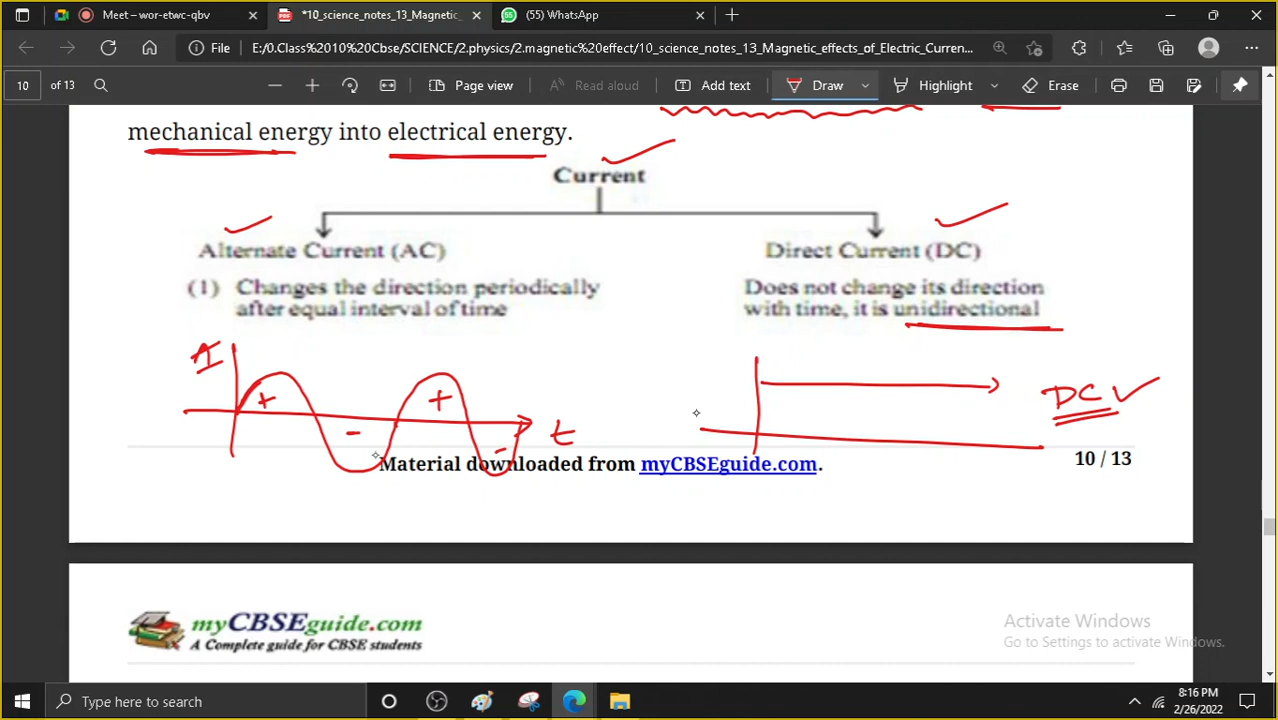 Meet – wor-etwc-qbv
*10_science_notes_13_Magnetic_
(55) WhatsApp
File
E:/0.Class%2010%20Cbse/SCIENCE/2.physics/2.magnetic%20effect/10_science_notes_13_Magnetic_effects_of_Electric_Curren...
10 of 13
Page view
Read aloud
Add text
Draw
Highlight
Erase
mechanical energy into electrical energy.
Current
Alternate Current (AC)
Direct Current (DC)
(1) Changes the direction periodically
after equal interval of time
Does not change its direction
with time, it is unidirectional
I
+ - + -
t
DC
Material downloaded from myCBSEguide.com.
10 / 13
myCBSEguide.com
A Complete guide for CBSE students
Activate Windows
Go to Settings to activate Windows.
Type here to search
8:16 PM
2/26/2022